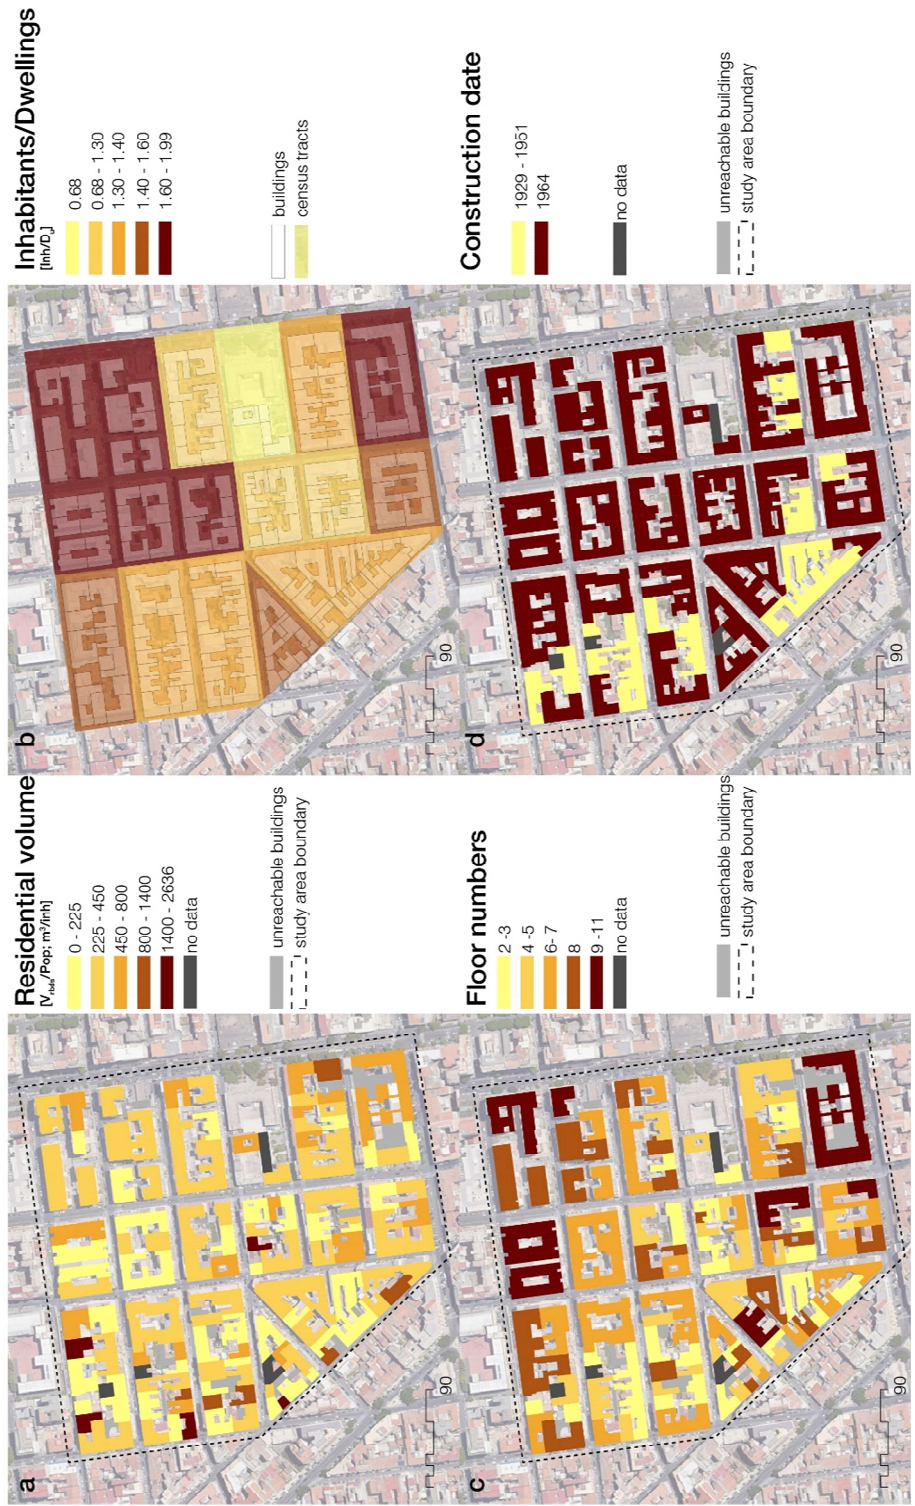 a
Residential volume
[Vrbds/Pop; m³/inh]
0 - 225
225 - 450
450 - 800
800 - 1400
1400 - 2636
no data
unreachable buildings
study area boundary
90
b
Inhabitants/Dwellings
0.68
0.68 - 1.30
1.30 - 1.40
1.40 - 1.60
1.60 - 1.99
buildings
census tracts
90
c
Floor numbers
2 -3
4 -5
6- 7
8
9 -11
no data
unreachable buildings
study area boundary
90
d
Construction date
1929 - 1951
1964
no data
unreachable buildings
study area boundary
90